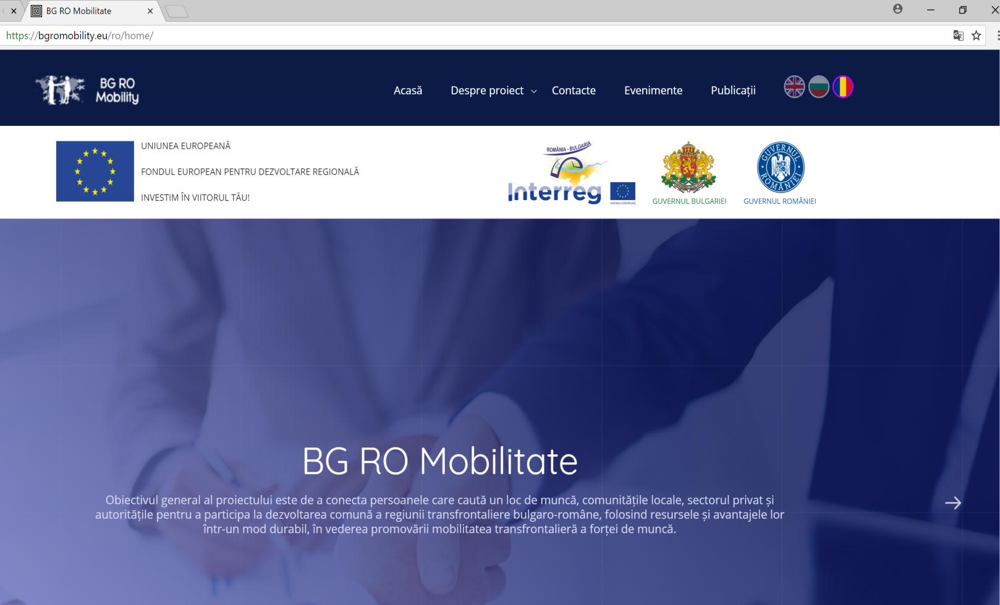 BG RO Mobilitate
https://bgromobility.eu/ro/home/
BG RO
Mobility
Acasă Despre proiect Contacte Evenimente Publicații
UNIUNEA EUROPEANĂ
FONDUL EUROPEAN PENTRU DEZVOLTARE REGIONALĂ
INVESTIM ÎN VIITORUL TĂU!
ROMÂNIA - BULGARIA
Interreg
UNIUNEA EUROPEANĂ
GUVERNUL BULGARIEI
GUVERNUL ROMÂNIEI
GUVERNUL ROMÂNIEI
BG RO Mobilitate
Obiectivul general al proiectului este de a conecta persoanele care caută un loc de muncă, comunitățile locale, sectorul privat și
autoritățile pentru a participa la dezvoltarea comună a regiunii transfrontaliere bulgaro-române, folosind resursele și avantajele lor
într-un mod durabil, în vederea promovării mobilitatea transfrontalieră a forței de muncă.